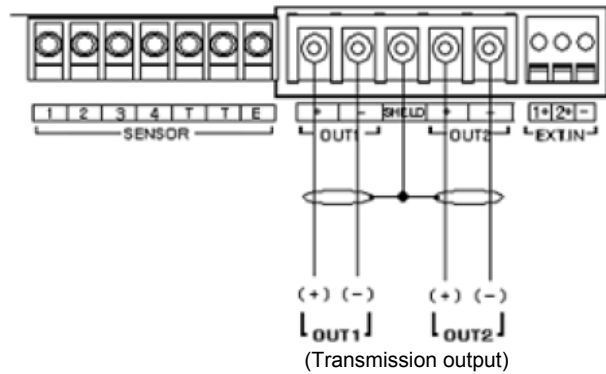 1 2 3 4 T T E + - SHIELD + - 1+ 2+ -
SENSOR OUT1 OUT2 EXT.IN
(+) (-) (+) (-)
OUT1 OUT2
(Transmission output)